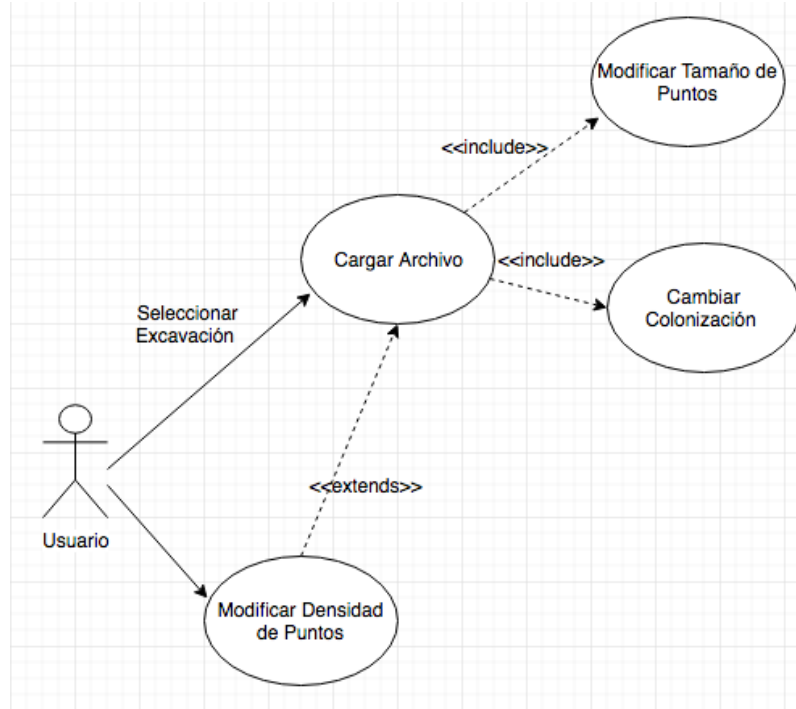 Modificar Tamaño de
Puntos
<<include>>
Cargar Archivo
<<include>>
Cambiar
Colonización
Seleccionar
Excavación
<<extends>>
Usuario
Modificar Densidad
de Puntos